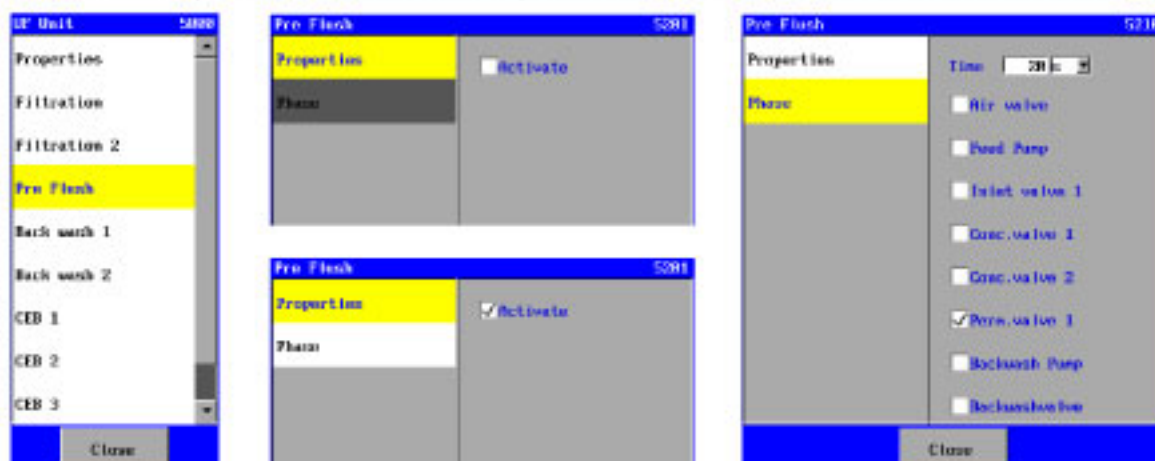 UF Unit 5000
Properties
Filtration
Filtration 2
Pre Flush
Back wash 1
Back wash 2
CEB 1
CEB 2
CEB 3
Close
Pre Flush 5201
Properties
Activate
Phase
Pre Flush 5201
Properties
Activate
Phase
Pre Flush 5210
Properties
Phase
Time 20 s
Air valve
Feed Pump
Inlet valve 1
Conc.valve 1
Conc.valve 2
Perm.valve 1
Backwash Pump
Backwashvalve
Close